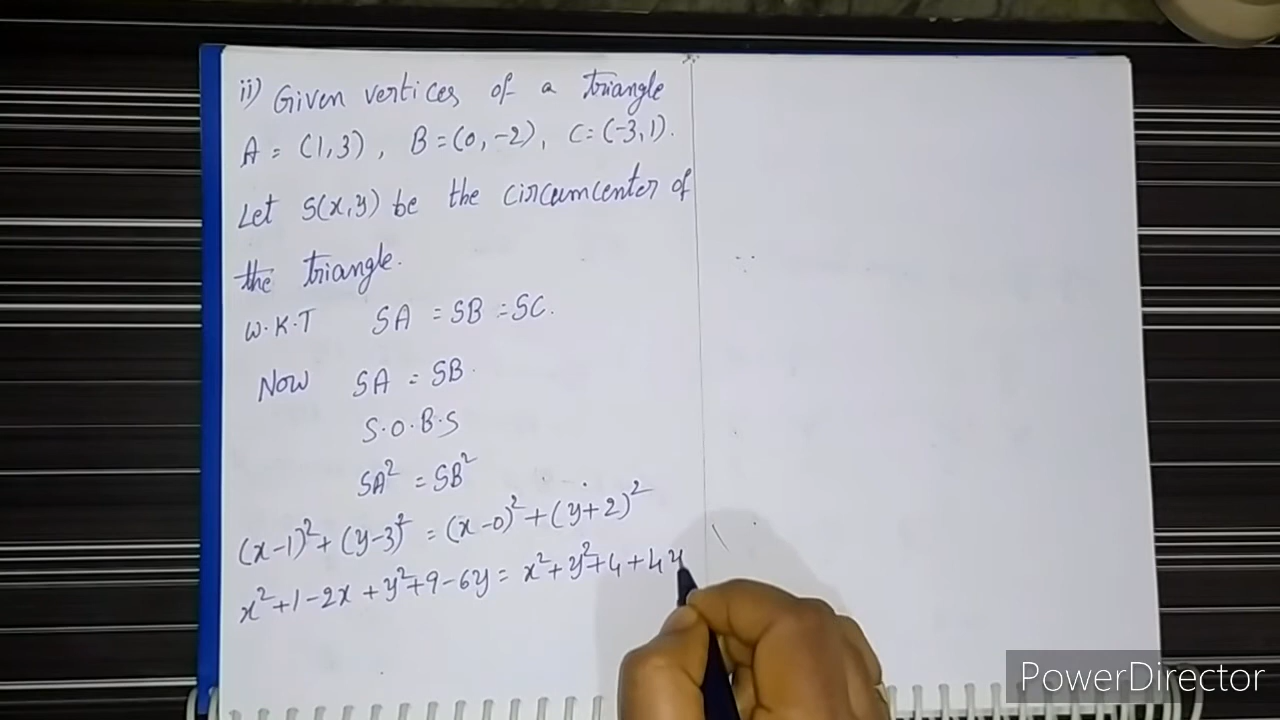 ii) Given vertices of a triangle
A = (1,3), B = (0,-2), C = (-3,1).
Let S(x,y) be the circumcenter of
the triangle.
W.K.T SA = SB = SC.
Now SA = SB.
S.O.B.S
SA² = SB²
(x-1)² + (y-3)² = (x-0)² + (y+2)²
x²+1-2x+y²+9-6y = x²+y²+4+4y
PowerDirector